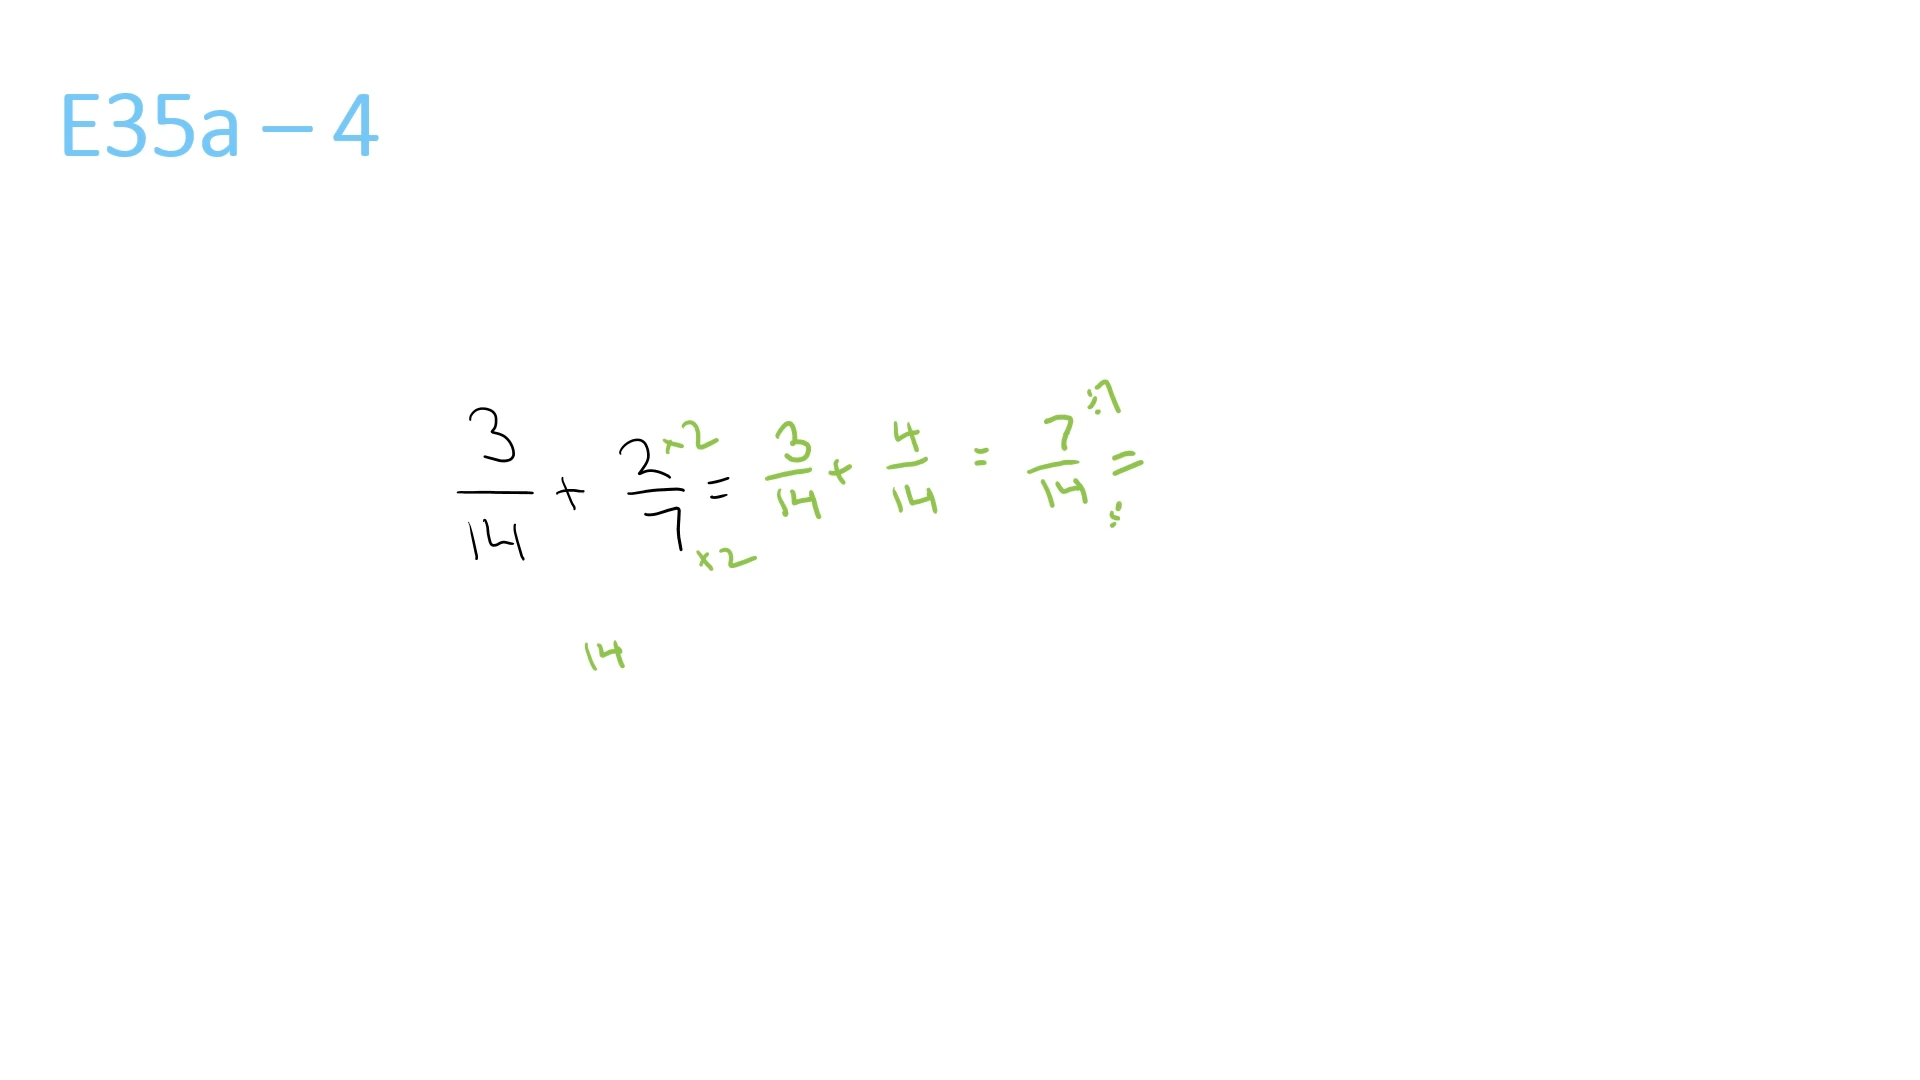 E35a – 4
3/14 + 2×2/7×2 = 3/14 + 4/14 = 7:7/14: =
14